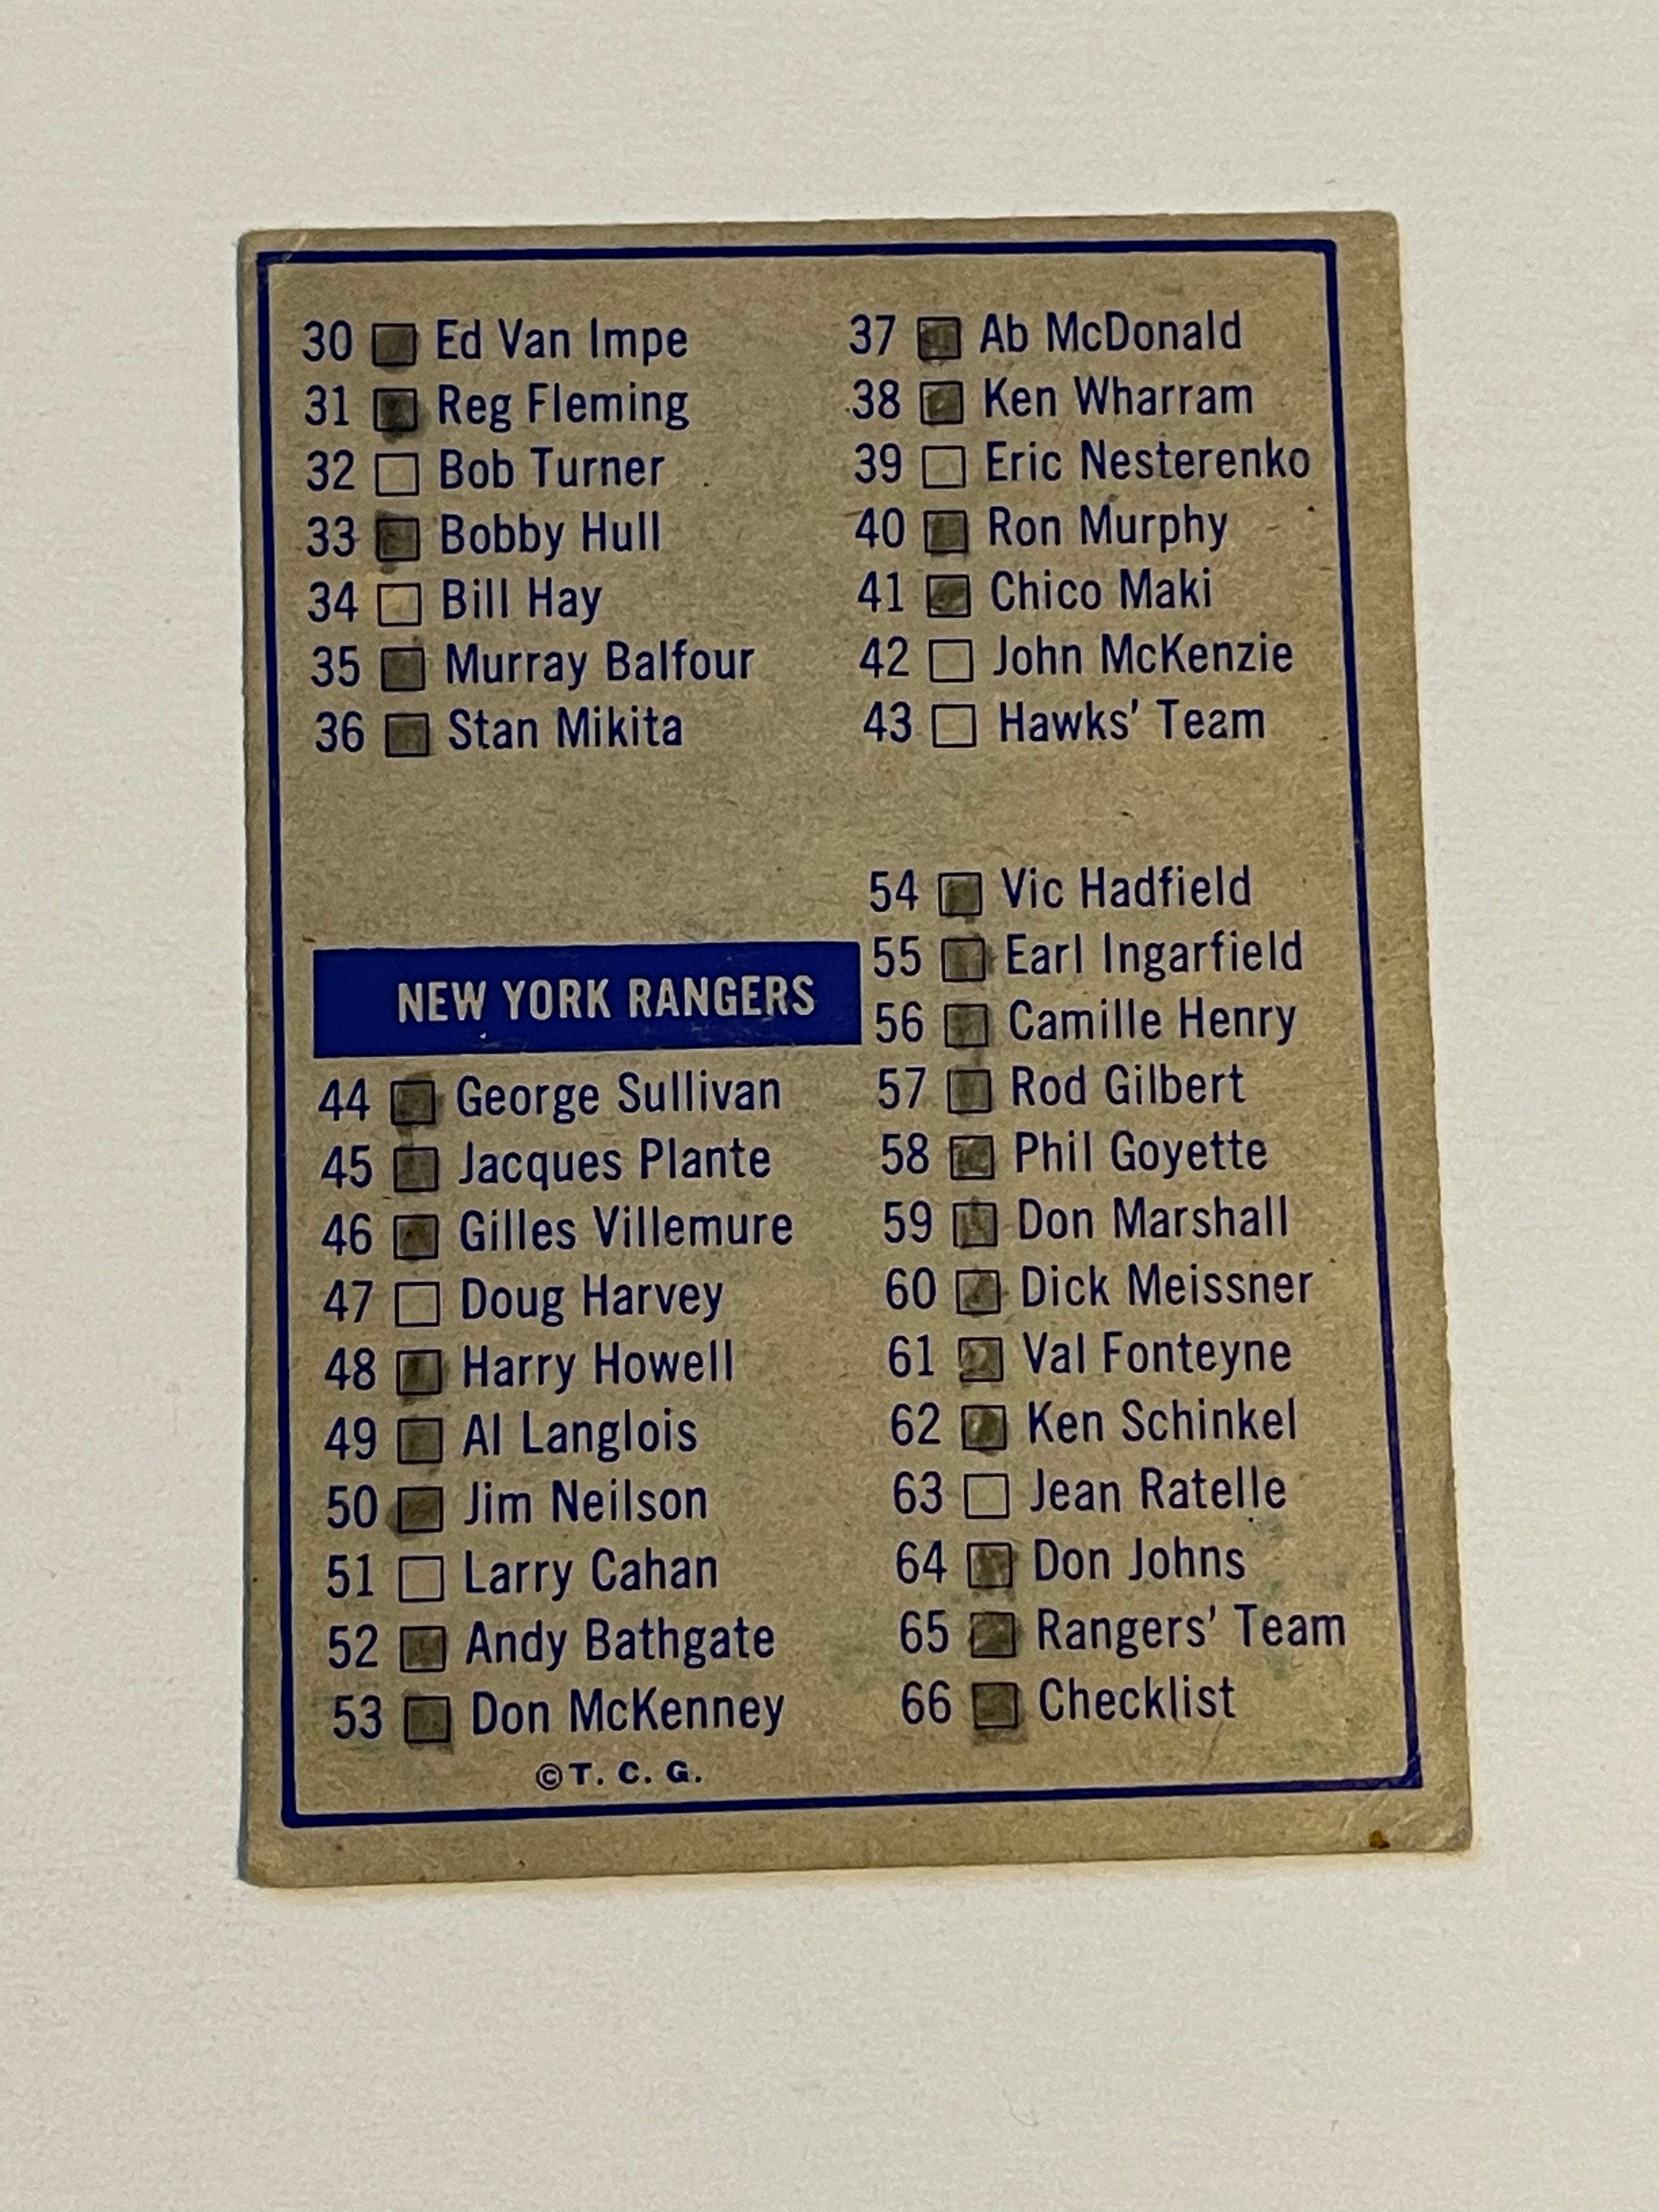 30 Ed Van Impe
31 Reg Fleming
32 Bob Turner
33 Bobby Hull
34 Bill Hay
35 Murray Balfour
36 Stan Mikita
37 Ab McDonald
38 Ken Wharram
39 Eric Nesterenko
40 Ron Murphy
41 Chico Maki
42 John McKenzie
43 Hawks' Team
NEW YORK RANGERS
44 George Sullivan
45 Jacques Plante
46 Gilles Villemure
47 Doug Harvey
48 Harry Howell
49 Al Langlois
50 Jim Neilson
51 Larry Cahan
52 Andy Bathgate
53 Don McKenney
54 Vic Hadfield
55 Earl Ingarfield
56 Camille Henry
57 Rod Gilbert
58 Phil Goyette
59 Don Marshall
60 Dick Meissner
61 Val Fonteyne
62 Ken Schinkel
63 Jean Ratelle
64 Don Johns
65 Rangers' Team
66 Checklist
©T. C. G.